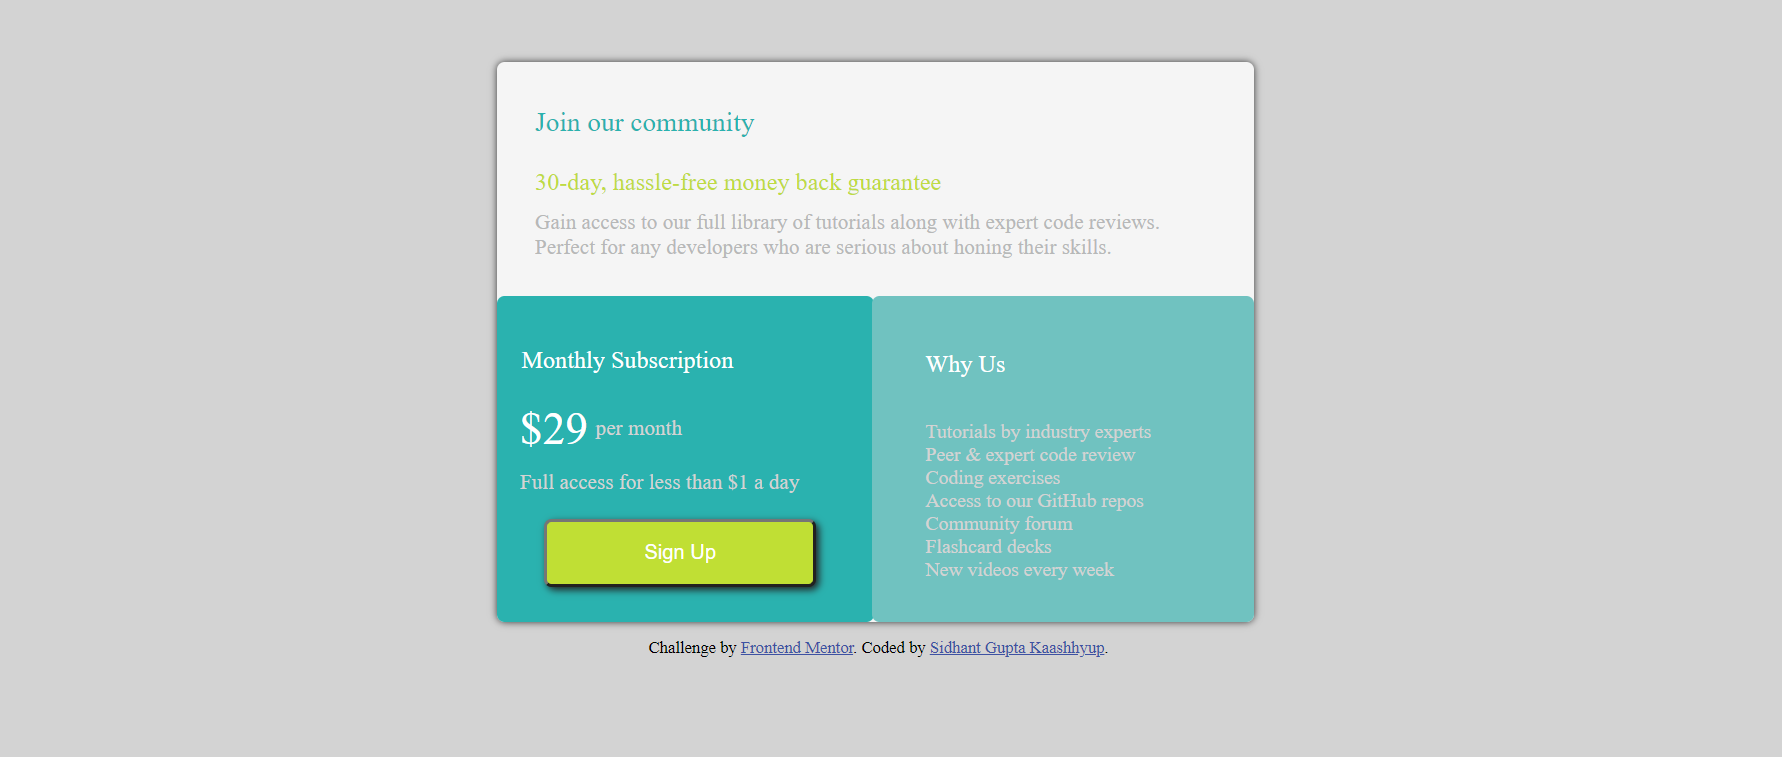 Join our community
30-day, hassle-free money back guarantee
Gain access to our full library of tutorials along with expert code reviews.
Perfect for any developers who are serious about honing their skills.
Monthly Subscription
$29 per month
Full access for less than $1 a day
Sign Up
Why Us
Tutorials by industry experts
Peer & expert code review
Coding exercises
Access to our GitHub repos
Community forum
Flashcard decks
New videos every week
Challenge by Frontend Mentor. Coded by Sidhant Gupta Kaashhyup.